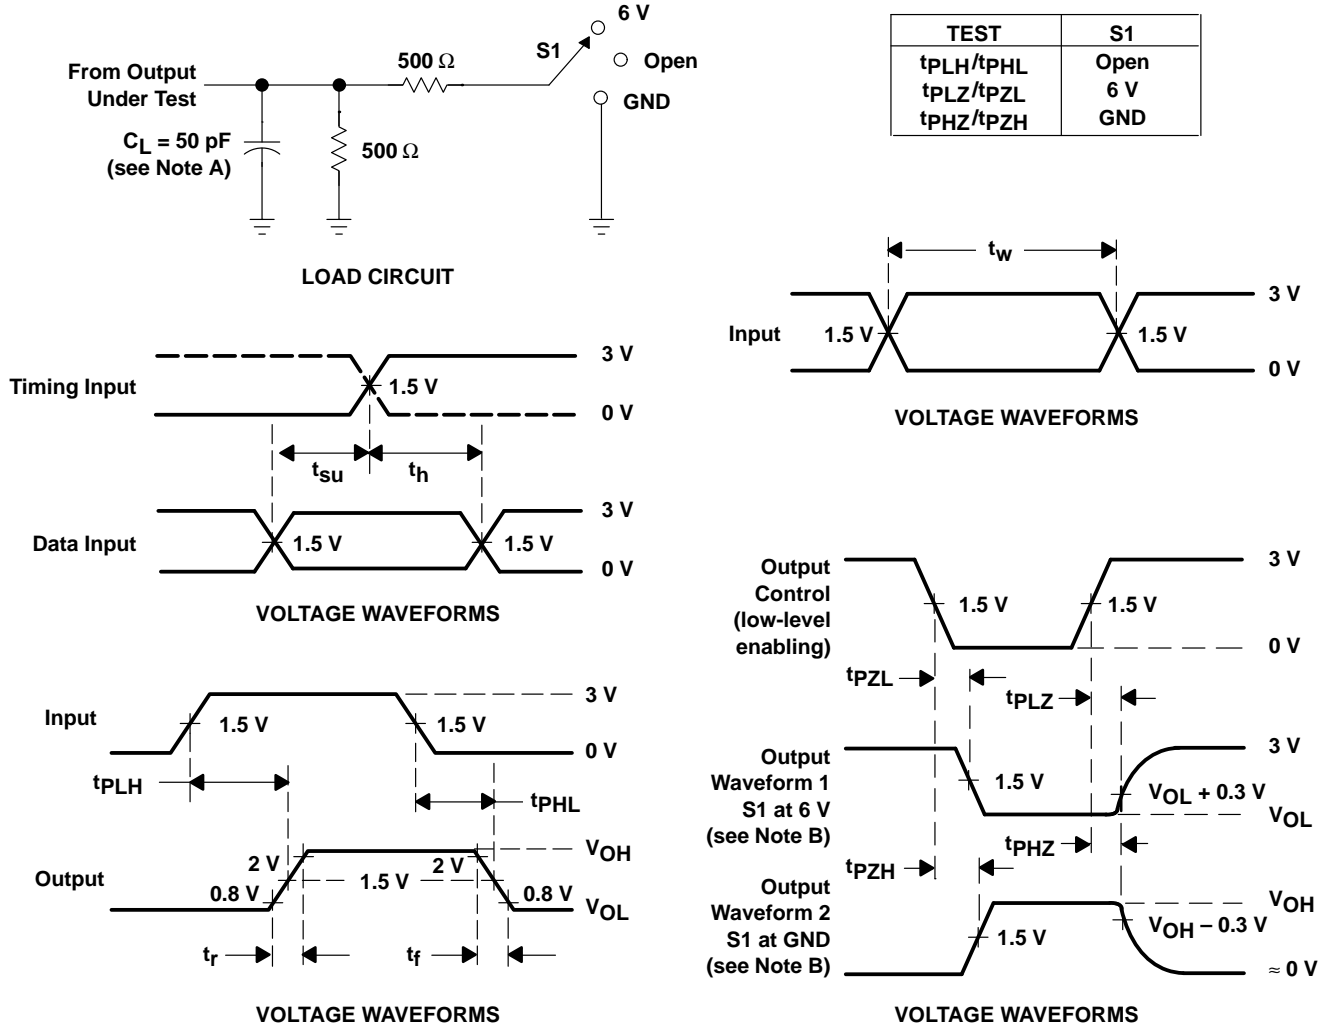 6 V
S1
500 Ω
Open
From Output
Under Test
GND
CL = 50 pF
(see Note A)
500 Ω
LOAD CIRCUIT
TEST S1
tPLH/tPHL Open
tPLZ/tPZL 6 V
tPHZ/tPZH GND
tw
3 V
Input
1.5 V
1.5 V
0 V
VOLTAGE WAVEFORMS
3 V
Timing Input
1.5 V
0 V
tsu
th
3 V
Data Input
1.5 V
1.5 V
0 V
VOLTAGE WAVEFORMS
3 V
Input
1.5 V
1.5 V
0 V
tPLH
tPHL
VOH
2 V
2 V
Output
1.5 V
0.8 V
0.8 V
VOL
tr
tf
VOLTAGE WAVEFORMS
Output
Control
(low-level
enabling)
3 V
1.5 V
1.5 V
0 V
tPZL
tPLZ
Output
Waveform 1
S1 at 6 V
(see Note B)
3 V
1.5 V
VOL + 0.3 V
VOL
tPHZ
tPZH
Output
Waveform 2
S1 at GND
(see Note B)
VOH
1.5 V
VOH − 0.3 V
≈ 0 V
VOLTAGE WAVEFORMS